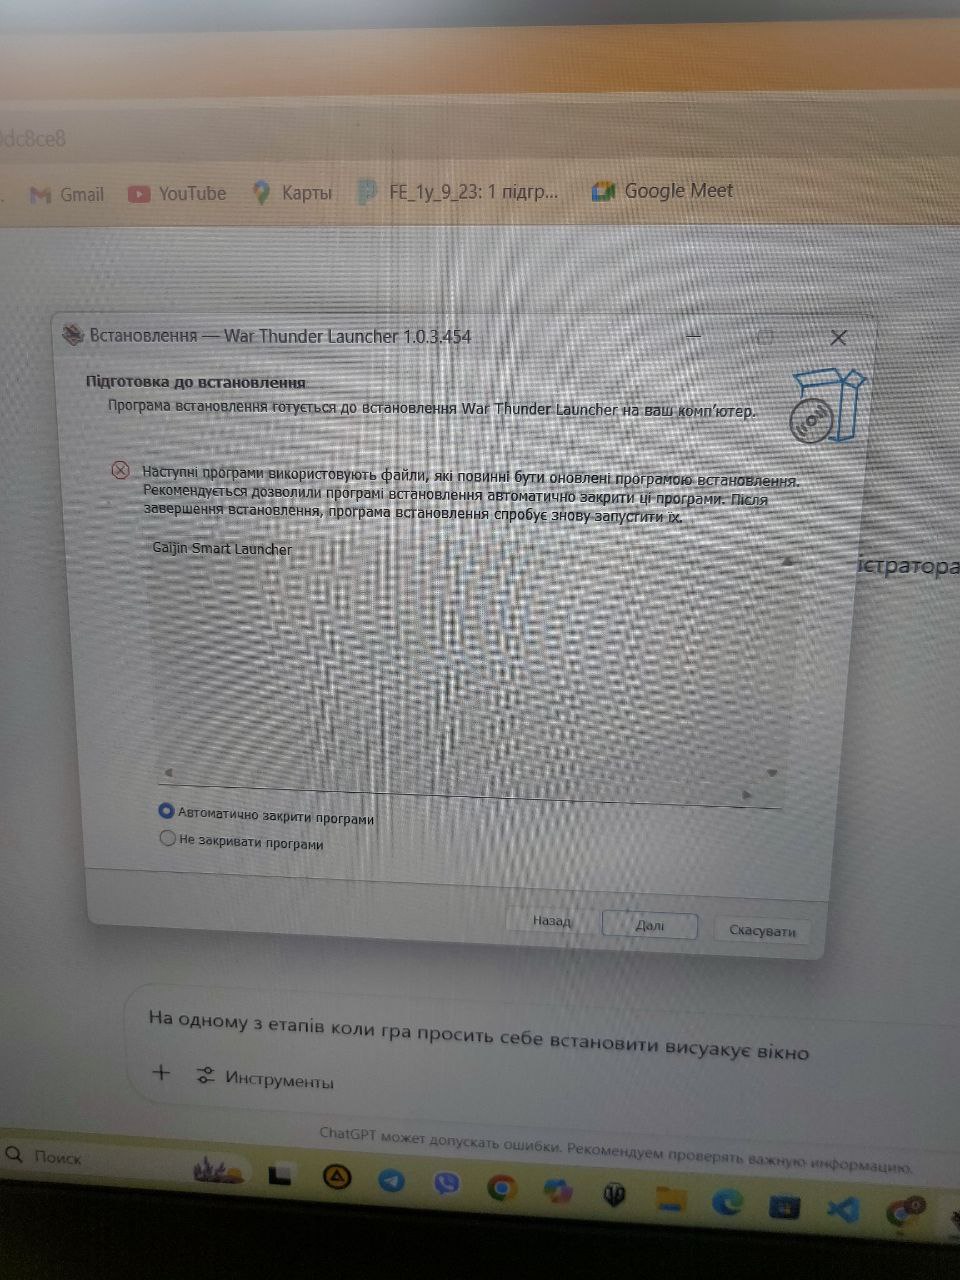 dc8ce8
Gmail YouTube Карты FE_1y_9_23: 1 підгр... Google Meet
Встановлення — War Thunder Launcher 1.0.3.454
Підготовка до встановлення
Програма встановлення готується до встановлення War Thunder Launcher на ваш комп'ютер.
Наступні програми використовують файли, які повинні бути оновлені програмою встановлення.
Рекомендується дозволили програмі встановлення автоматично закрити ці програми. Після
завершення встановлення, програма встановлення спробує знову запустити їх.
Gaijin Smart Launcher
істратора
Автоматично закрити програми
Не закривати програми
Назад Далі Скасувати
На одному з етапів коли гра просить себе встановити висуакує вікно
Инструменты
ChatGPT может допускать ошибки. Рекомендуем проверять важную информацию.
Поиск